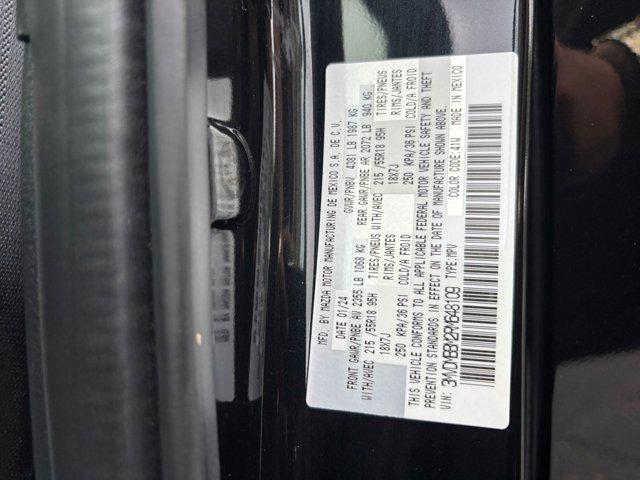 MFD. BY MAZDA MOTOR MANUFACTURING DE MEXICO S.A. DE C.V.
DATE 01/24 GVWR/PNBV 4381 LB 1987 KG
FRONT GAWR/PNBE AV 2355 LB 1068 KG REAR GAWR/PNBE AR 2072 LB 940 KG
WITH/AVEC 215 /55R18 95H TIRES/PNEUS WITH/AVEC 215 /55R18 95H TIRES/PNEUS
18X7J RIMS/JANTES 18X7J RIMS/JANTES
250 KPA/36 PSI COLD/A FROID 250 KPA/36 PSI COLD/A FROID
THIS VEHICLE CONFORMS TO ALL APPLICABLE FEDERAL MOTOR VEHICLE SAFETY AND THEFT
PREVENTION STANDARDS IN EFFECT ON THE DATE OF MANUFACTURE SHOWN ABOVE.
VIN: 3MVDMBBM2RM648109 TYPE:MPV COLOR CODE:41W MADE IN MEXICO